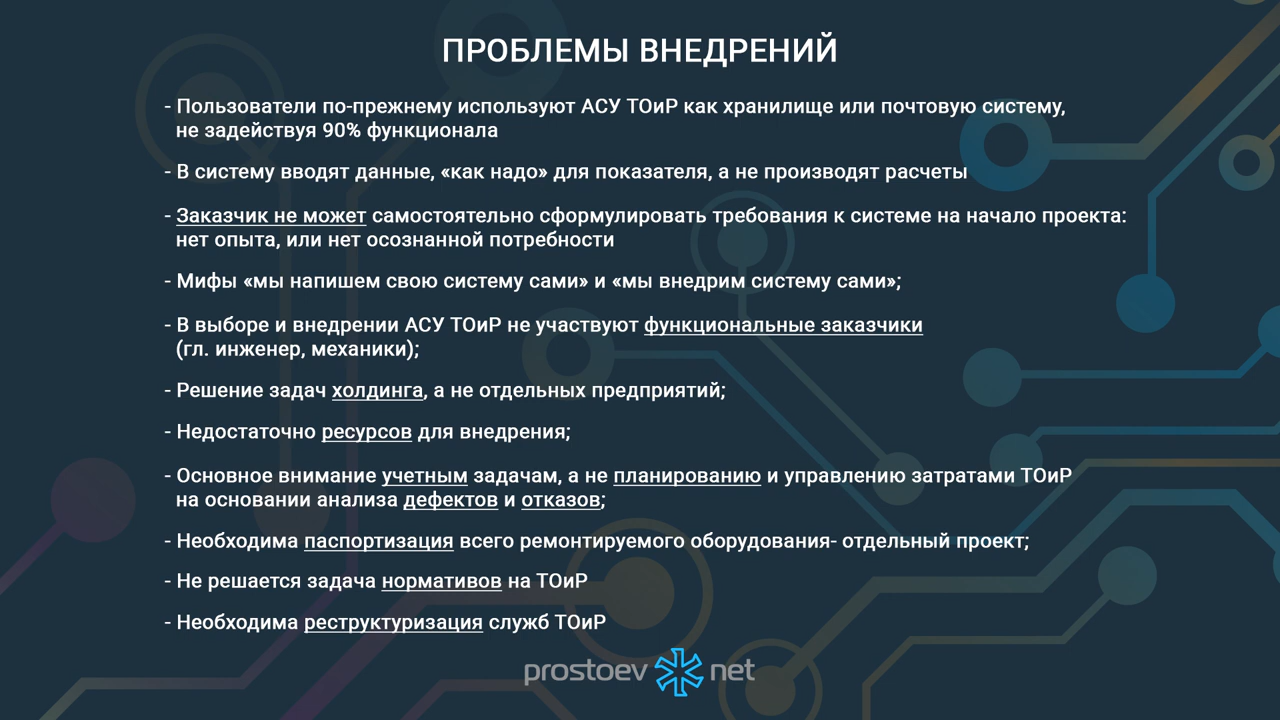 ПРОБЛЕМЫ ВНЕДРЕНИЙ
- Пользователи по-прежнему используют АСУ ТОиР как хранилище или почтовую систему,
не задействуя 90% функционала
- В систему вводят данные, «как надо» для показателя, а не производят расчеты
- Заказчик не может самостоятельно сформулировать требования к системе на начало проекта:
нет опыта, или нет осознанной потребности
- Мифы «мы напишем свою систему сами» и «мы внедрим систему сами»;
- В выборе и внедрении АСУ ТОиР не участвуют функциональные заказчики
(гл. инженер, механики);
- Решение задач холдинга, а не отдельных предприятий;
- Недостаточно ресурсов для внедрения;
- Основное внимание учетным задачам, а не планированию и управлению затратами ТОиР
на основании анализа дефектов и отказов;
- Необходима паспортизация всего ремонтируемого оборудования- отдельный проект;
- Не решается задача нормативов на ТОиР
- Необходима реструктуризация служб ТОиР
prostoev net